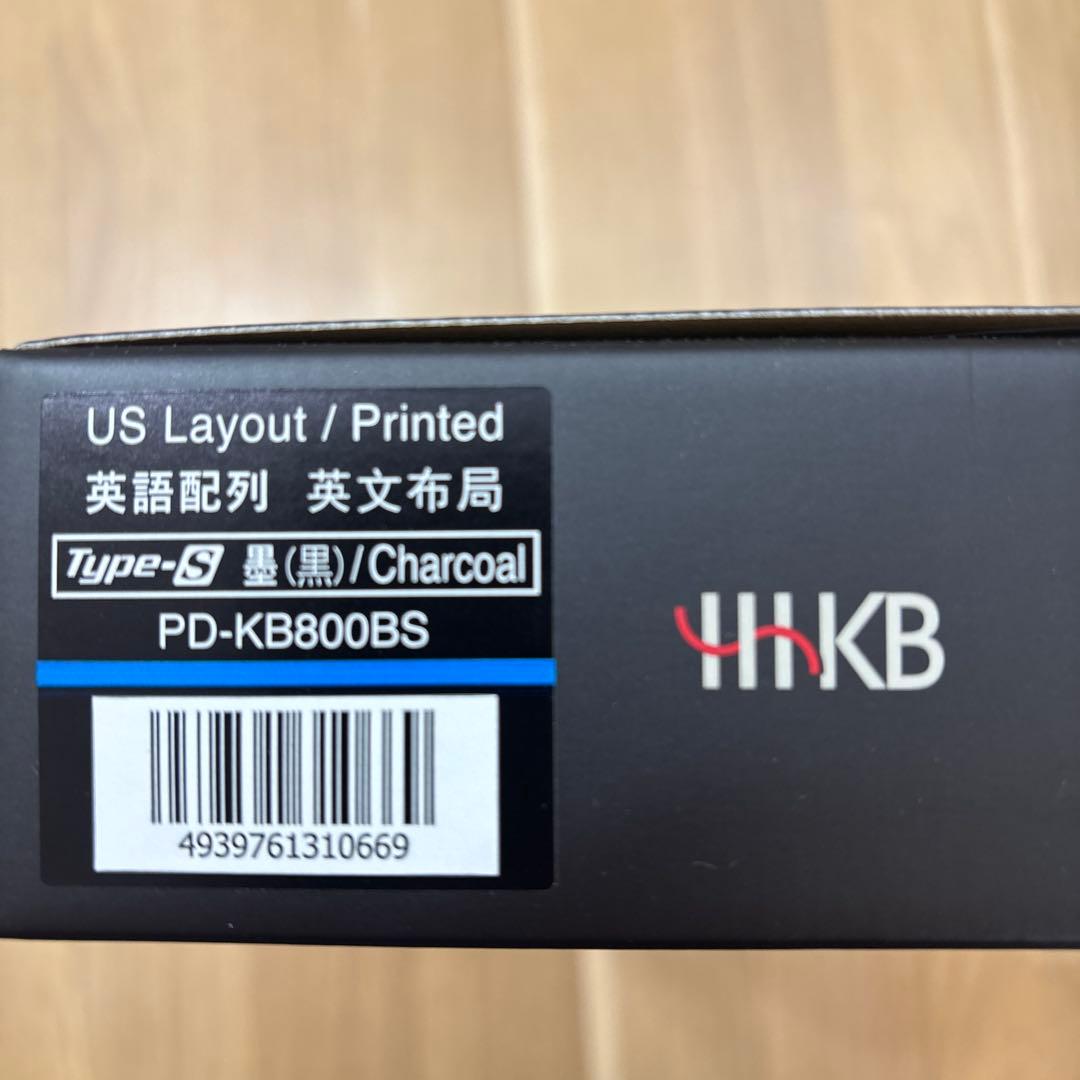 US Layout / Printed
英語配列 英文布局
Type-S 墨(黒)/Charcoal
PD-KB800BS
4939761310669
HHKB